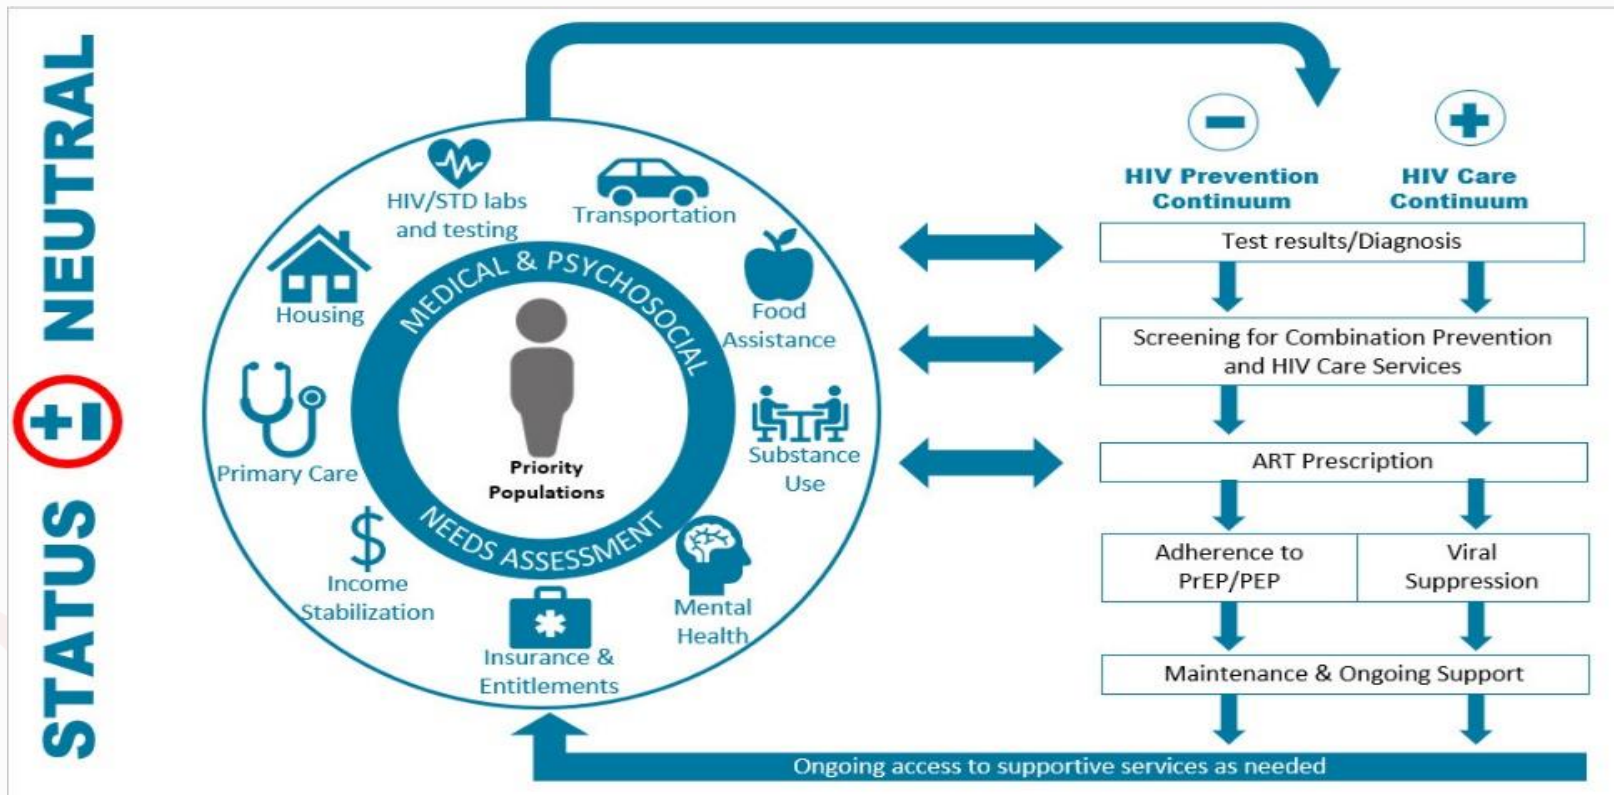 STATUS NEUTRAL
HIV/STD labs
and testing
Transportation
Housing
Food
Assistance
MEDICAL & PSYCHOSOCIAL
NEEDS ASSESSMENT
Priority
Populations
Primary Care
Substance
Use
Income
Stabilization
Mental
Health
Insurance &
Entitlements
HIV Prevention
Continuum
HIV Care
Continuum
Test results/Diagnosis
Screening for Combination Prevention
and HIV Care Services
ART Prescription
Adherence to
PrEP/PEP
Viral
Suppression
Maintenance & Ongoing Support
Ongoing access to supportive services as needed